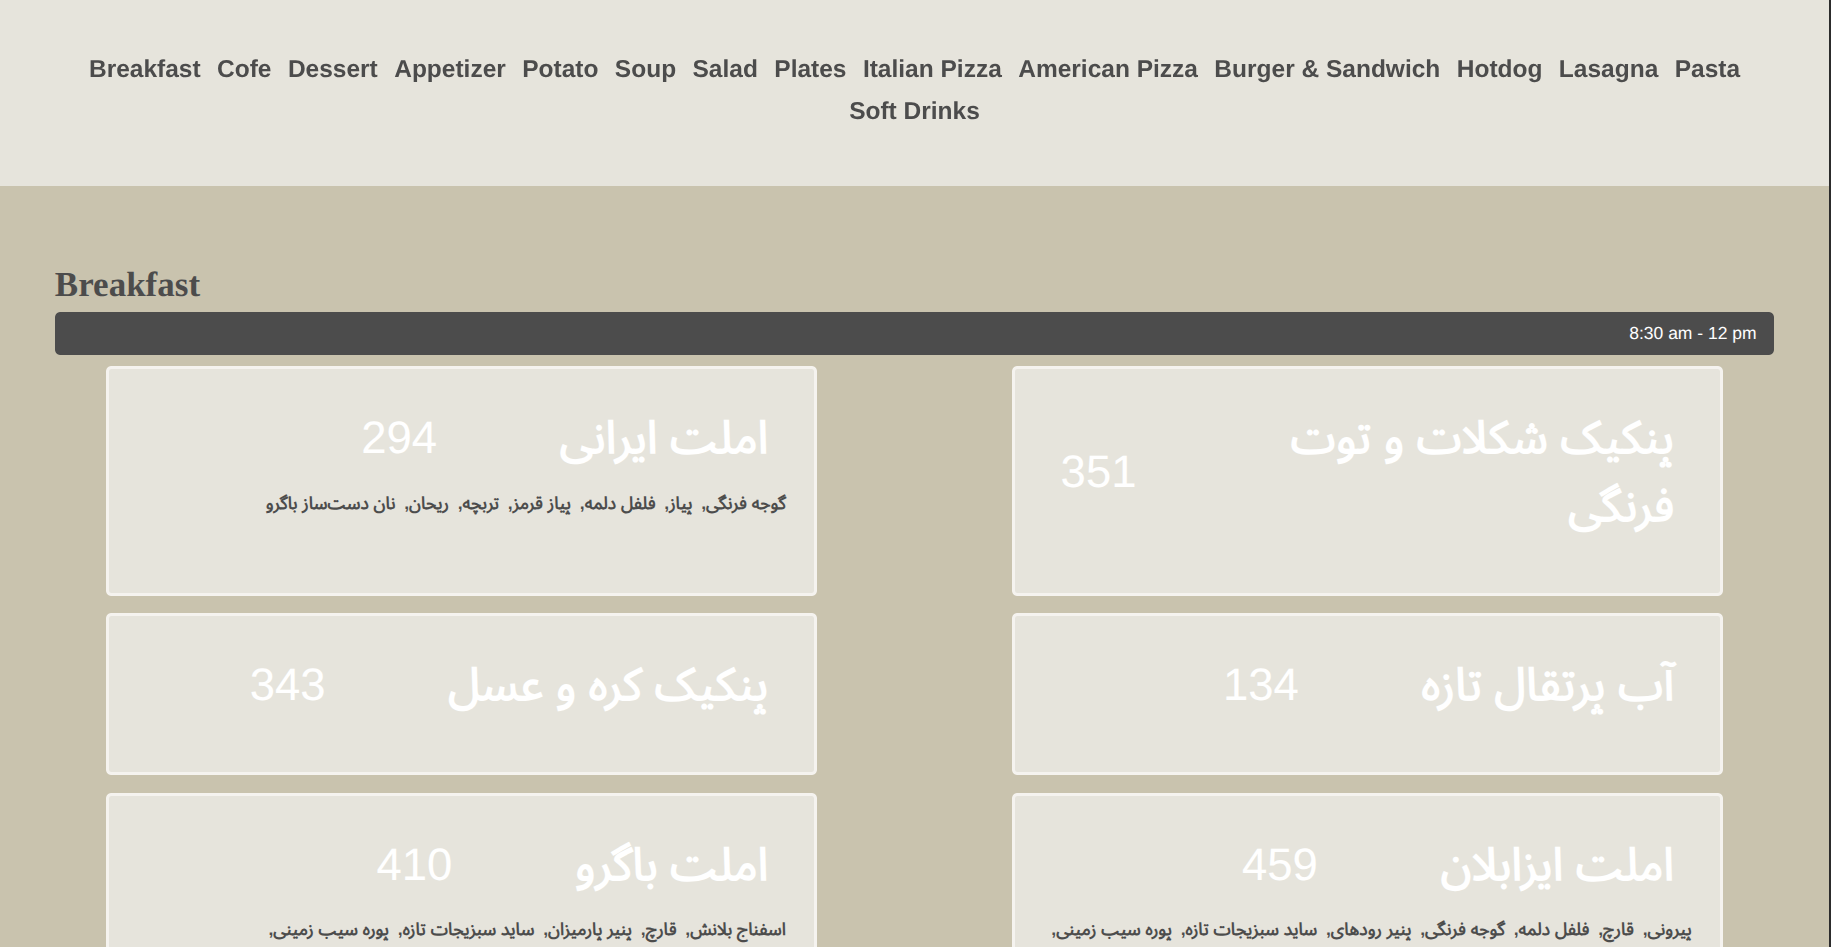 Breakfast Cofe Dessert Appetizer Potato Soup Salad Plates Italian Pizza American Pizza Burger & Sandwich Hotdog Lasagna Pasta
Soft Drinks
Breakfast
8:30 am - 12 pm
پنکیک شکلات و توت
فرنگی
351
املت ایرانی
294
گوجه فرنگی, پیاز, فلفل دلمه, پیاز قرمز, تربچه, ریحان, نان دست‌ساز باگرو
آب پرتقال تازه
134
پنکیک کره و عسل
343
املت ایزابلان
459
پپرونی, قارچ, فلفل دلمه, گوجه فرنگی, پنیر رودهای, ساید سبزیجات تازه, پوره سیب زمینی,
املت باگرو
410
اسفناج بلانش, قارچ, پنیر پارمیزان, ساید سبزیجات تازه, پوره سیب زمینی,